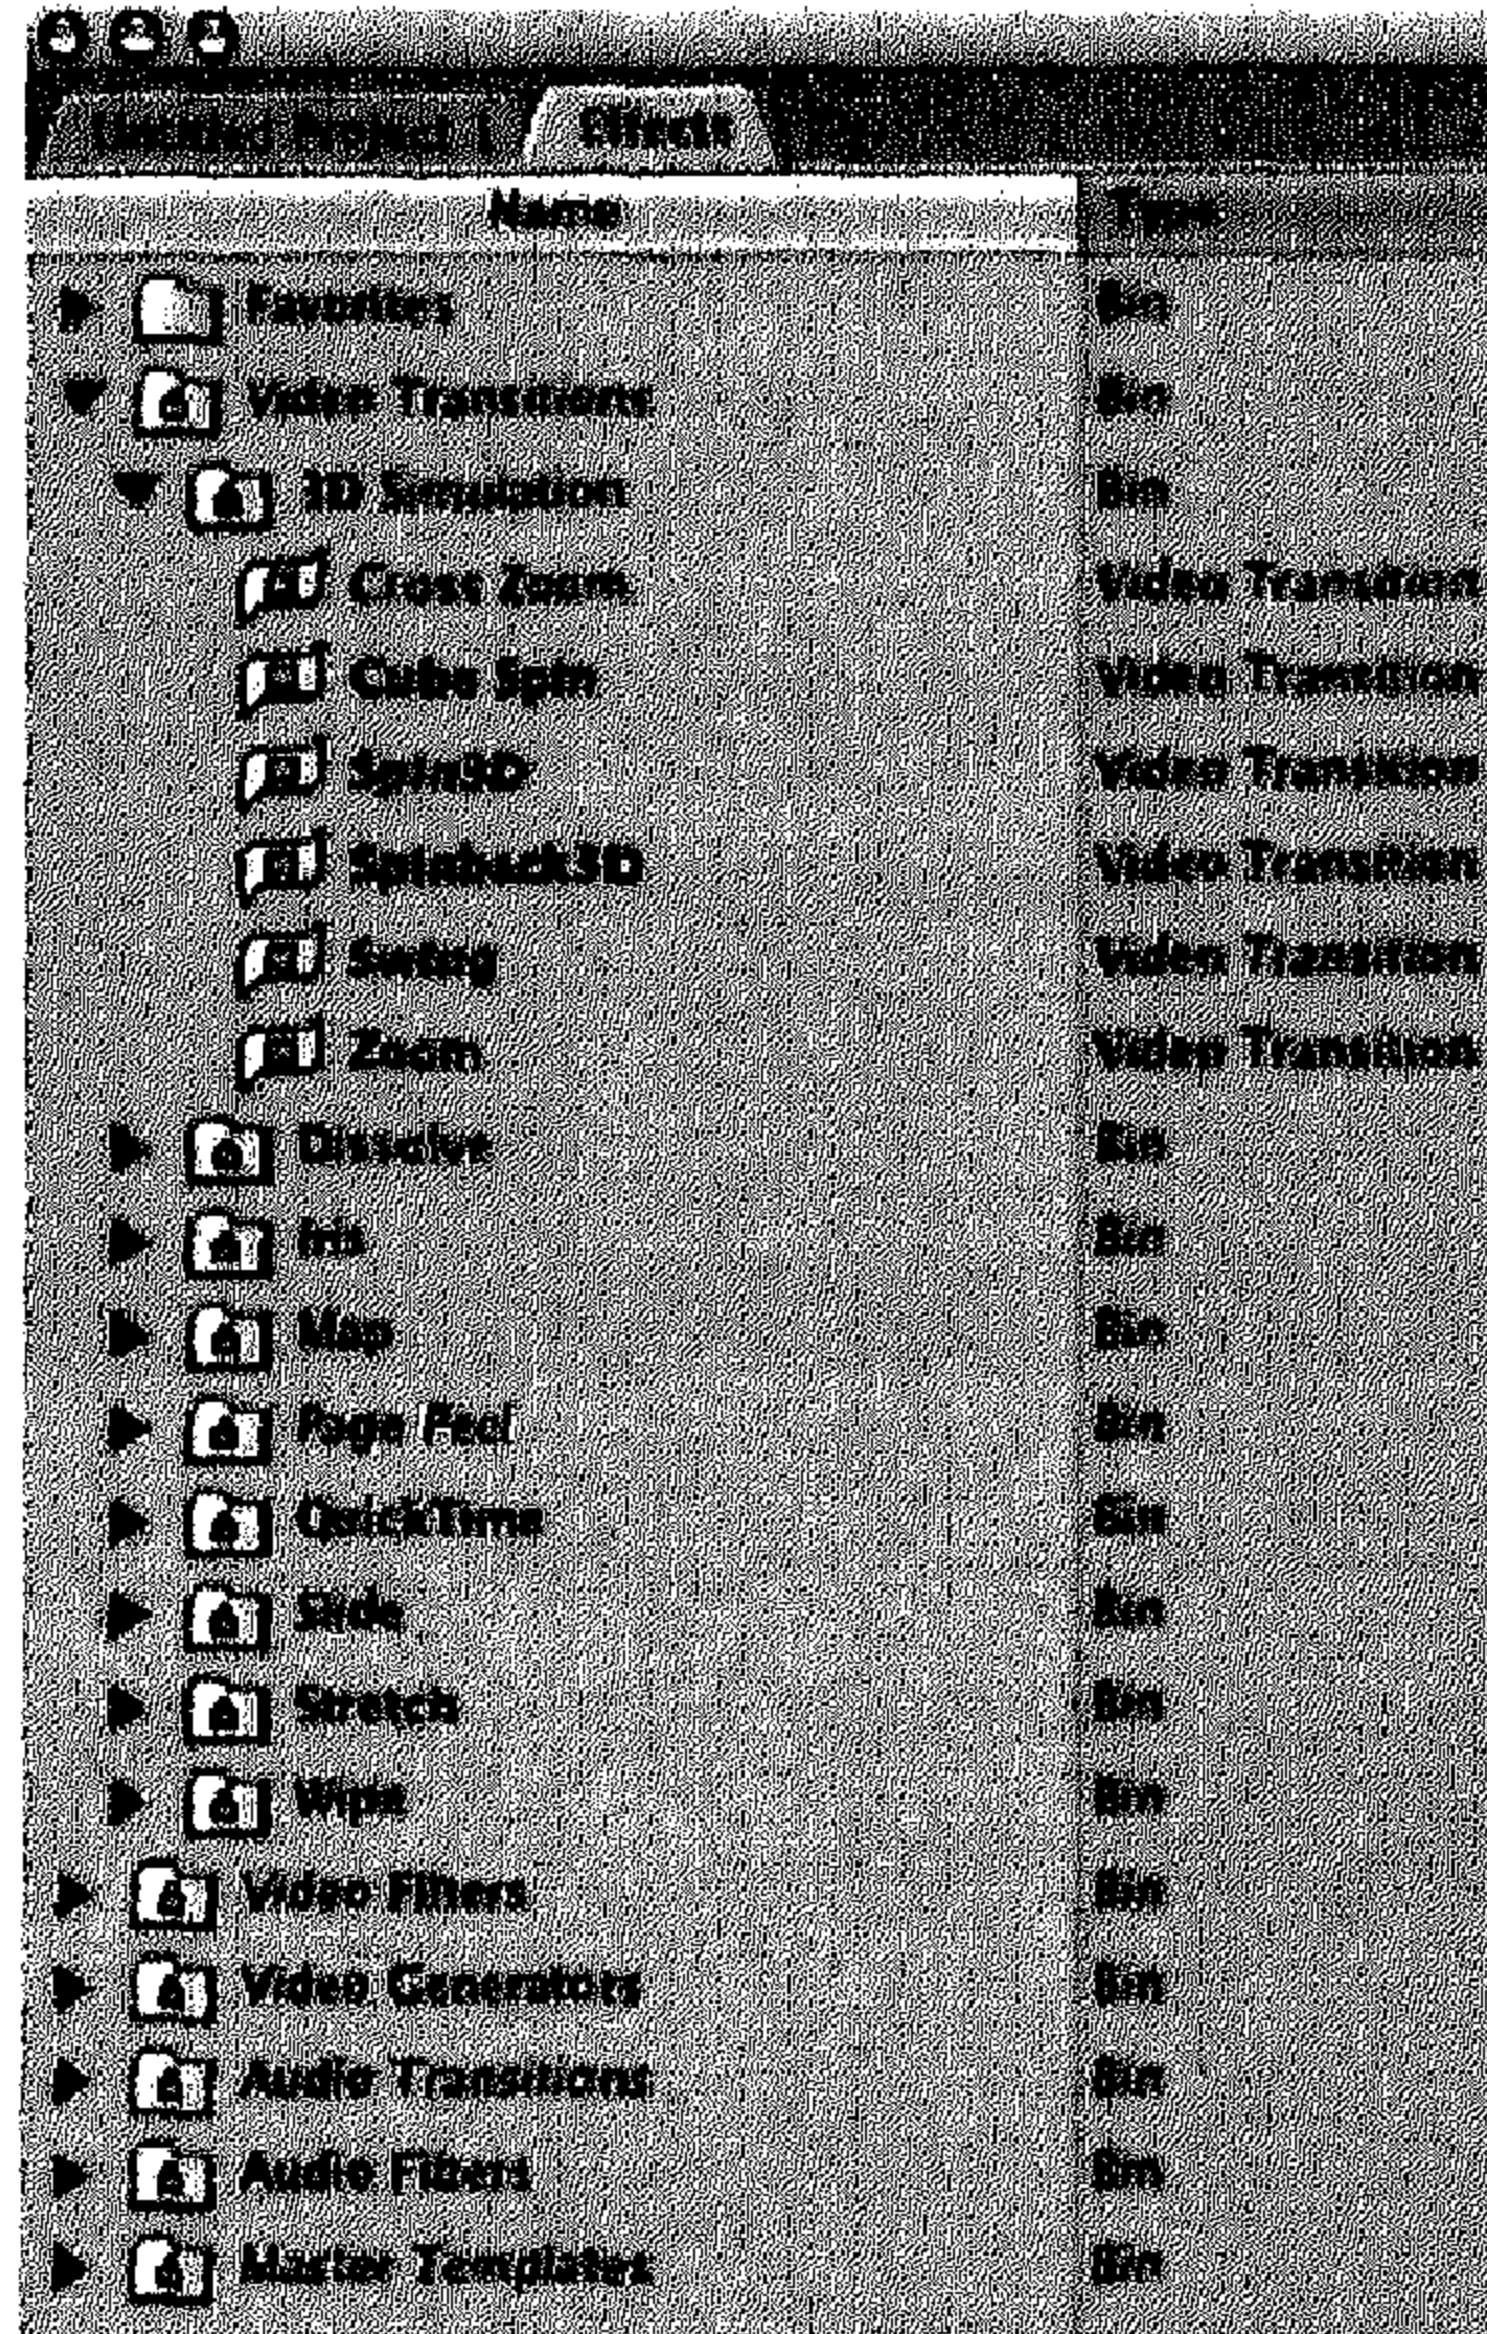 Untitled Project 1 Effects
Name Type
Favorites Bin
Video Transitions Bin
3D Simulation Bin
Cross Zoom Video Transition
Cube Spin Video Transition
Spin3D Video Transition
Spinback3D Video Transition
Swing Video Transition
Zoom Video Transition
Dissolve Bin
Iris Bin
Map Bin
Page Peel Bin
QuickTime Bin
Slide Bin
Stretch Bin
Wipe Bin
Video Filters Bin
Video Generators Bin
Audio Transitions Bin
Audio Filters Bin
Master Templates Bin